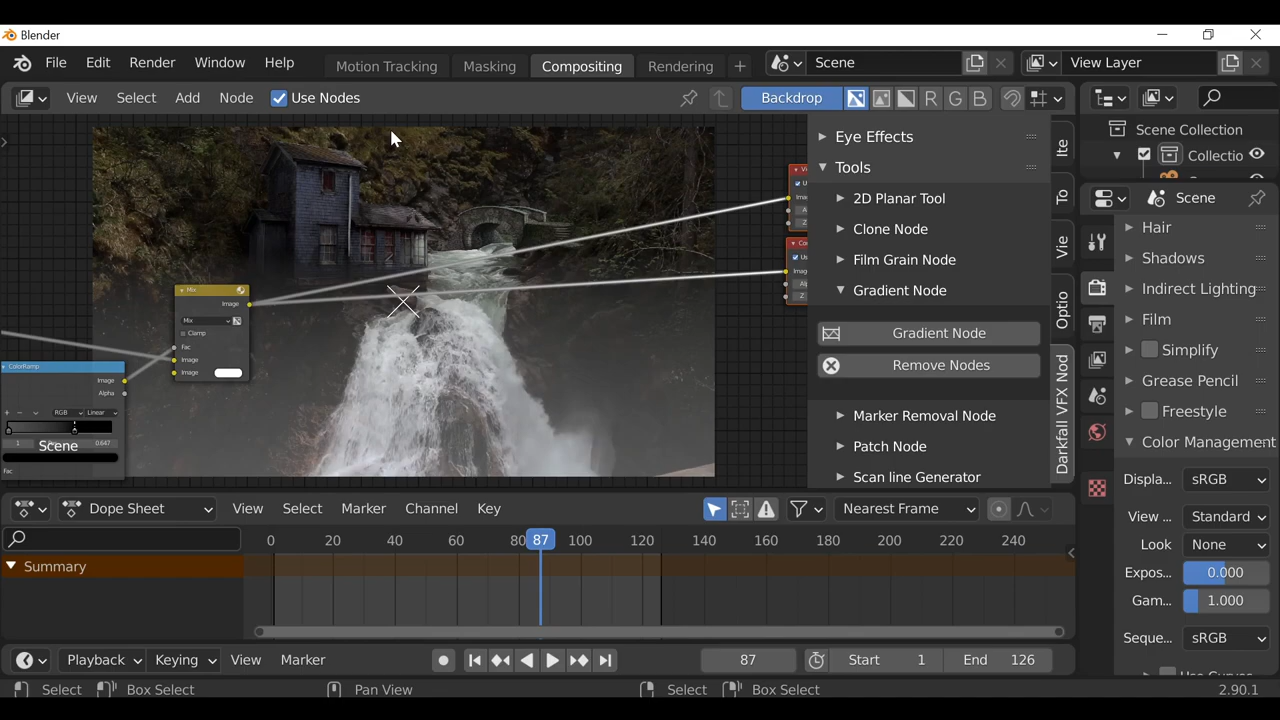 Blender
File Edit Render Window Help Motion Tracking Masking Compositing Rendering Scene View Layer
View Select Add Node Use Nodes Backdrop R G B
Scene Collection
Collectio
Eye Effects
Tools
2D Planar Tool
Clone Node
Film Grain Node
Gradient Node
Gradient Node
Remove Nodes
Marker Removal Node
Patch Node
Scan line Generator
Ite
To
Vie
Optio
Darkfall VFX Nod
Scene
Hair
Shadows
Indirect Lighting
Film
Simplify
Grease Pencil
Freestyle
Color Management
Displa... sRGB
View ... Standard
Look None
Expos... 0.000
Gam... 1.000
Seque... sRGB
Mix
Image
Mix
Clamp
Fac
Image
Image
ColorRamp
Image
Alpha
RGB Linear
1 0.647
Scene
Fac
Dope Sheet View Select Marker Channel Key Nearest Frame
0 20 40 60 80 87 100 120 140 160 180 200 220 240
Summary
Playback Keying View Marker 87 Start 1 End 126
Select Box Select Pan View Select Box Select 2.90.1